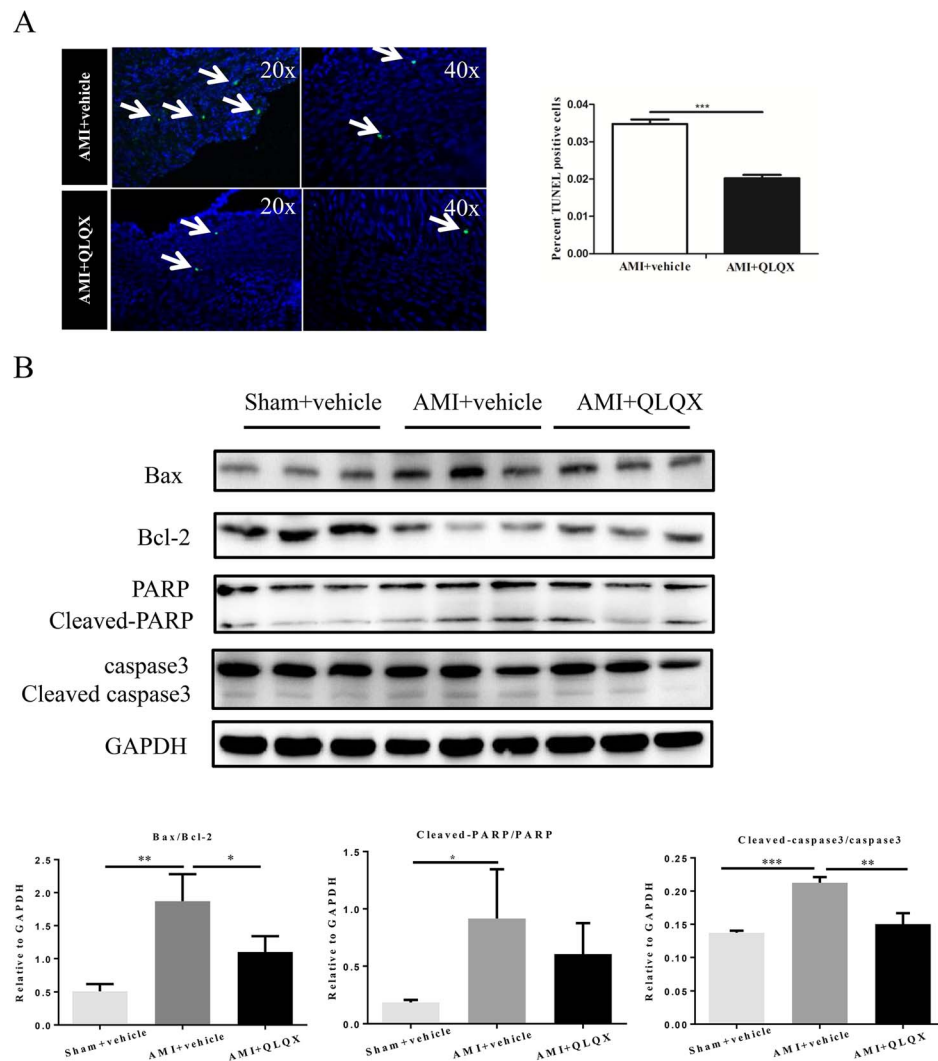 A
AMI+vehicle
20x
40x
AMI+QLQX
20x
40x
Percent TUNEL positive cells
0.04
0.03
0.02
0.01
0.00
***
AMI+vehicle
AMI+QLQX
B
Sham+vehicle
AMI+vehicle
AMI+QLQX
Bax
Bcl-2
PARP
Cleaved-PARP
caspase3
Cleaved caspase3
GAPDH
Bax/Bcl-2
Relative to GAPDH
2.5
2.0
1.5
1.0
0.5
0.0
**
*
Sham+vehicle
AMI+vehicle
AMI+QLQX
Cleaved-PARP/PARP
Relative to GAPDH
1.5
1.0
0.5
0.0
*
Sham+vehicle
AMI+vehicle
AMI+QLQX
Cleaved-caspase3/caspase3
Relative to GAPDH
0.25
0.20
0.15
0.10
0.05
0.00
***
**
Sham+vehicle
AMI+vehicle
AMI+QLQX